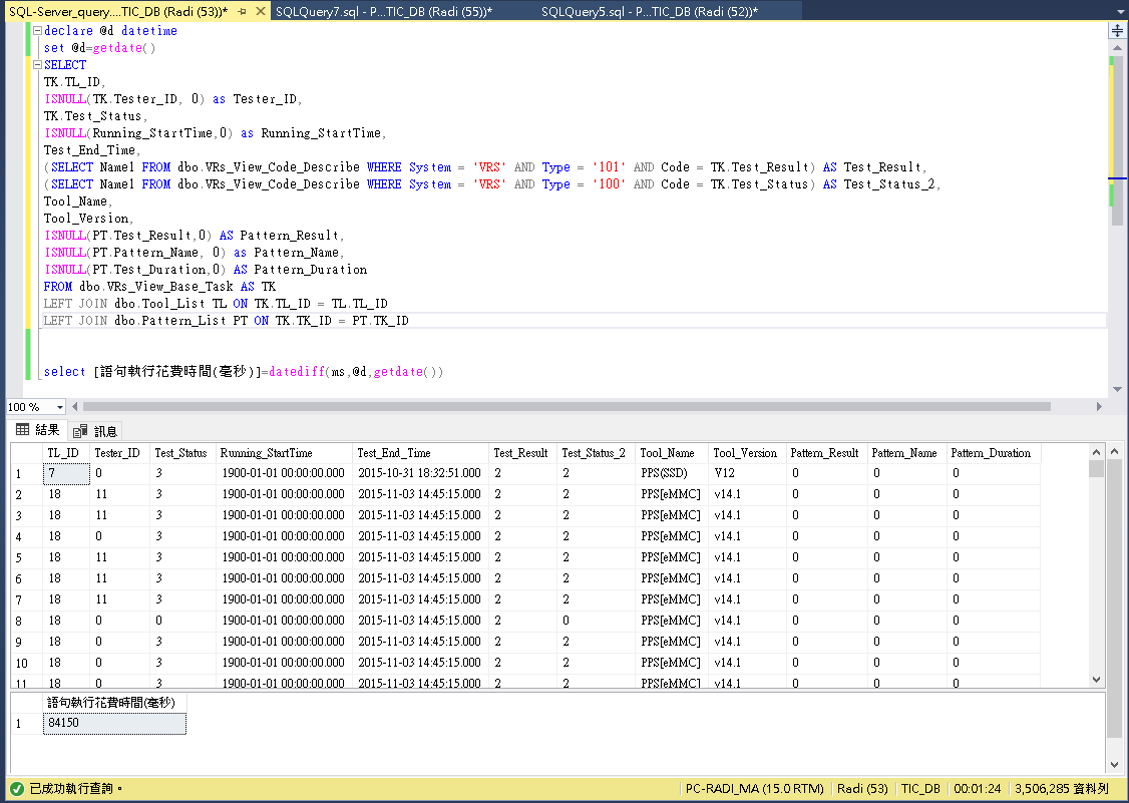 SQL-Server_query....TIC_DB (Radi (53))* SQLQuery7.sql - P...TIC_DB (Radi (55))* SQLQuery5.sql - P...TIC_DB (Radi (52))*
declare @d datetime
set @d=getdate()
SELECT
TK.TL_ID,
ISNULL(TK.Tester_ID, 0) as Tester_ID,
TK.Test_Status,
ISNULL(Running_StartTime,0) as Running_StartTime,
Test_End_Time,
(SELECT Name1 FROM dbo.VRs_View_Code_Describe WHERE System = 'VRS' AND Type = '101' AND Code = TK.Test_Result) AS Test_Result,
(SELECT Name1 FROM dbo.VRs_View_Code_Describe WHERE System = 'VRS' AND Type = '100' AND Code = TK.Test_Status) AS Test_Status_2,
Tool_Name,
Tool_Version,
ISNULL(PT.Test_Result,0) AS Pattern_Result,
ISNULL(PT.Pattern_Name, 0) as Pattern_Name,
ISNULL(PT.Test_Duration,0) AS Pattern_Duration
FROM dbo.VRs_View_Base_Task AS TK
LEFT JOIN dbo.Tool_List TL ON TK.TL_ID = TL.TL_ID
LEFT JOIN dbo.Pattern_List PT ON TK.TK_ID = PT.TK_ID
select [語句執行花費時間(毫秒)]=datediff(ms,@d,getdate())
100 %
結果 訊息
TL_ID Tester_ID Test_Status Running_StartTime Test_End_Time Test_Result Test_Status_2 Tool_Name Tool_Version Pattern_Result Pattern_Name Pattern_Duration
1 7 0 3 1900-01-01 00:00:00.000 2015-10-31 18:32:51.000 2 2 PPS(SSD) V12 0 0 0
2 18 11 3 1900-01-01 00:00:00.000 2015-11-03 14:45:15.000 2 2 PPS[eMMC] v14.1 0 0 0
3 18 11 3 1900-01-01 00:00:00.000 2015-11-03 14:45:15.000 2 2 PPS[eMMC] v14.1 0 0 0
4 18 0 3 1900-01-01 00:00:00.000 2015-11-03 14:45:15.000 2 2 PPS[eMMC] v14.1 0 0 0
5 18 11 3 1900-01-01 00:00:00.000 2015-11-03 14:45:15.000 2 2 PPS[eMMC] v14.1 0 0 0
6 18 11 3 1900-01-01 00:00:00.000 2015-11-03 14:45:15.000 2 2 PPS[eMMC] v14.1 0 0 0
7 18 11 3 1900-01-01 00:00:00.000 2015-11-03 14:45:15.000 2 2 PPS[eMMC] v14.1 0 0 0
8 18 0 0 1900-01-01 00:00:00.000 2015-11-03 14:45:15.000 2 0 PPS[eMMC] v14.1 0 0 0
9 18 0 3 1900-01-01 00:00:00.000 2015-11-03 14:45:15.000 2 2 PPS[eMMC] v14.1 0 0 0
10 18 0 3 1900-01-01 00:00:00.000 2015-11-03 14:45:15.000 2 2 PPS[eMMC] v14.1 0 0 0
11 18 0 3 1900-01-01 00:00:00.000 2015-11-03 14:45:15.000 2 2 PPS[eMMC] v14.1 0 0 0
語句執行花費時間(毫秒)
1 84150
已成功執行查詢。 PC-RADI_MA (15.0 RTM) Radi (53) TIC_DB 00:01:24 3,506,285 資料列